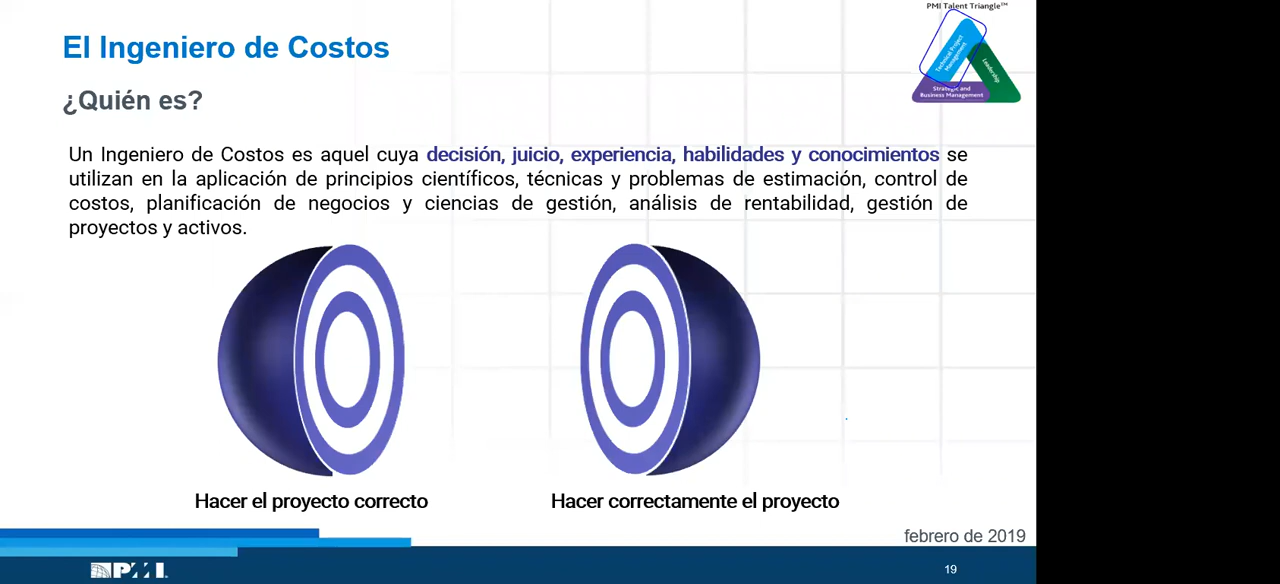 PMI Talent Triangle™
El Ingeniero de Costos
Technical Project
Management
Leadership
Strategic and
Business Management
¿Quién es?
Un Ingeniero de Costos es aquel cuya decisión, juicio, experiencia, habilidades y conocimientos se
utilizan en la aplicación de principios científicos, técnicas y problemas de estimación, control de
costos, planificación de negocios y ciencias de gestión, análisis de rentabilidad, gestión de
proyectos y activos.
Hacer el proyecto correcto
Hacer correctamente el proyecto
febrero de 2019
PMI
19